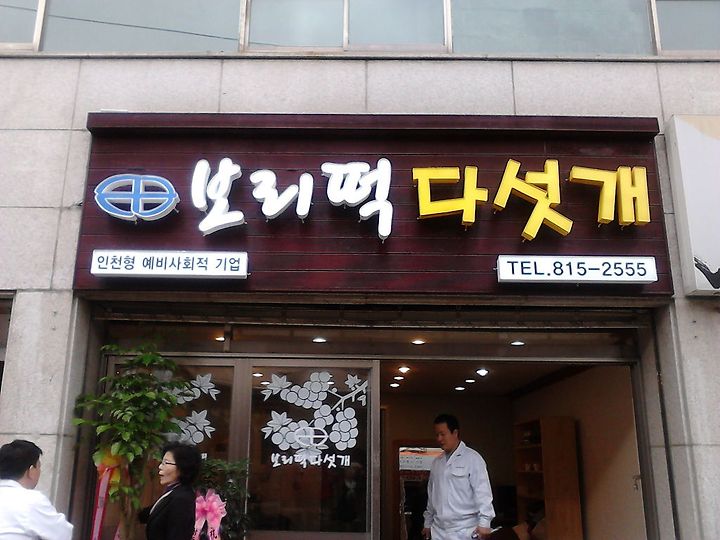 보리떡 다섯개
인천형 예비사회적 기업
TEL.815-2555
보리떡다섯개